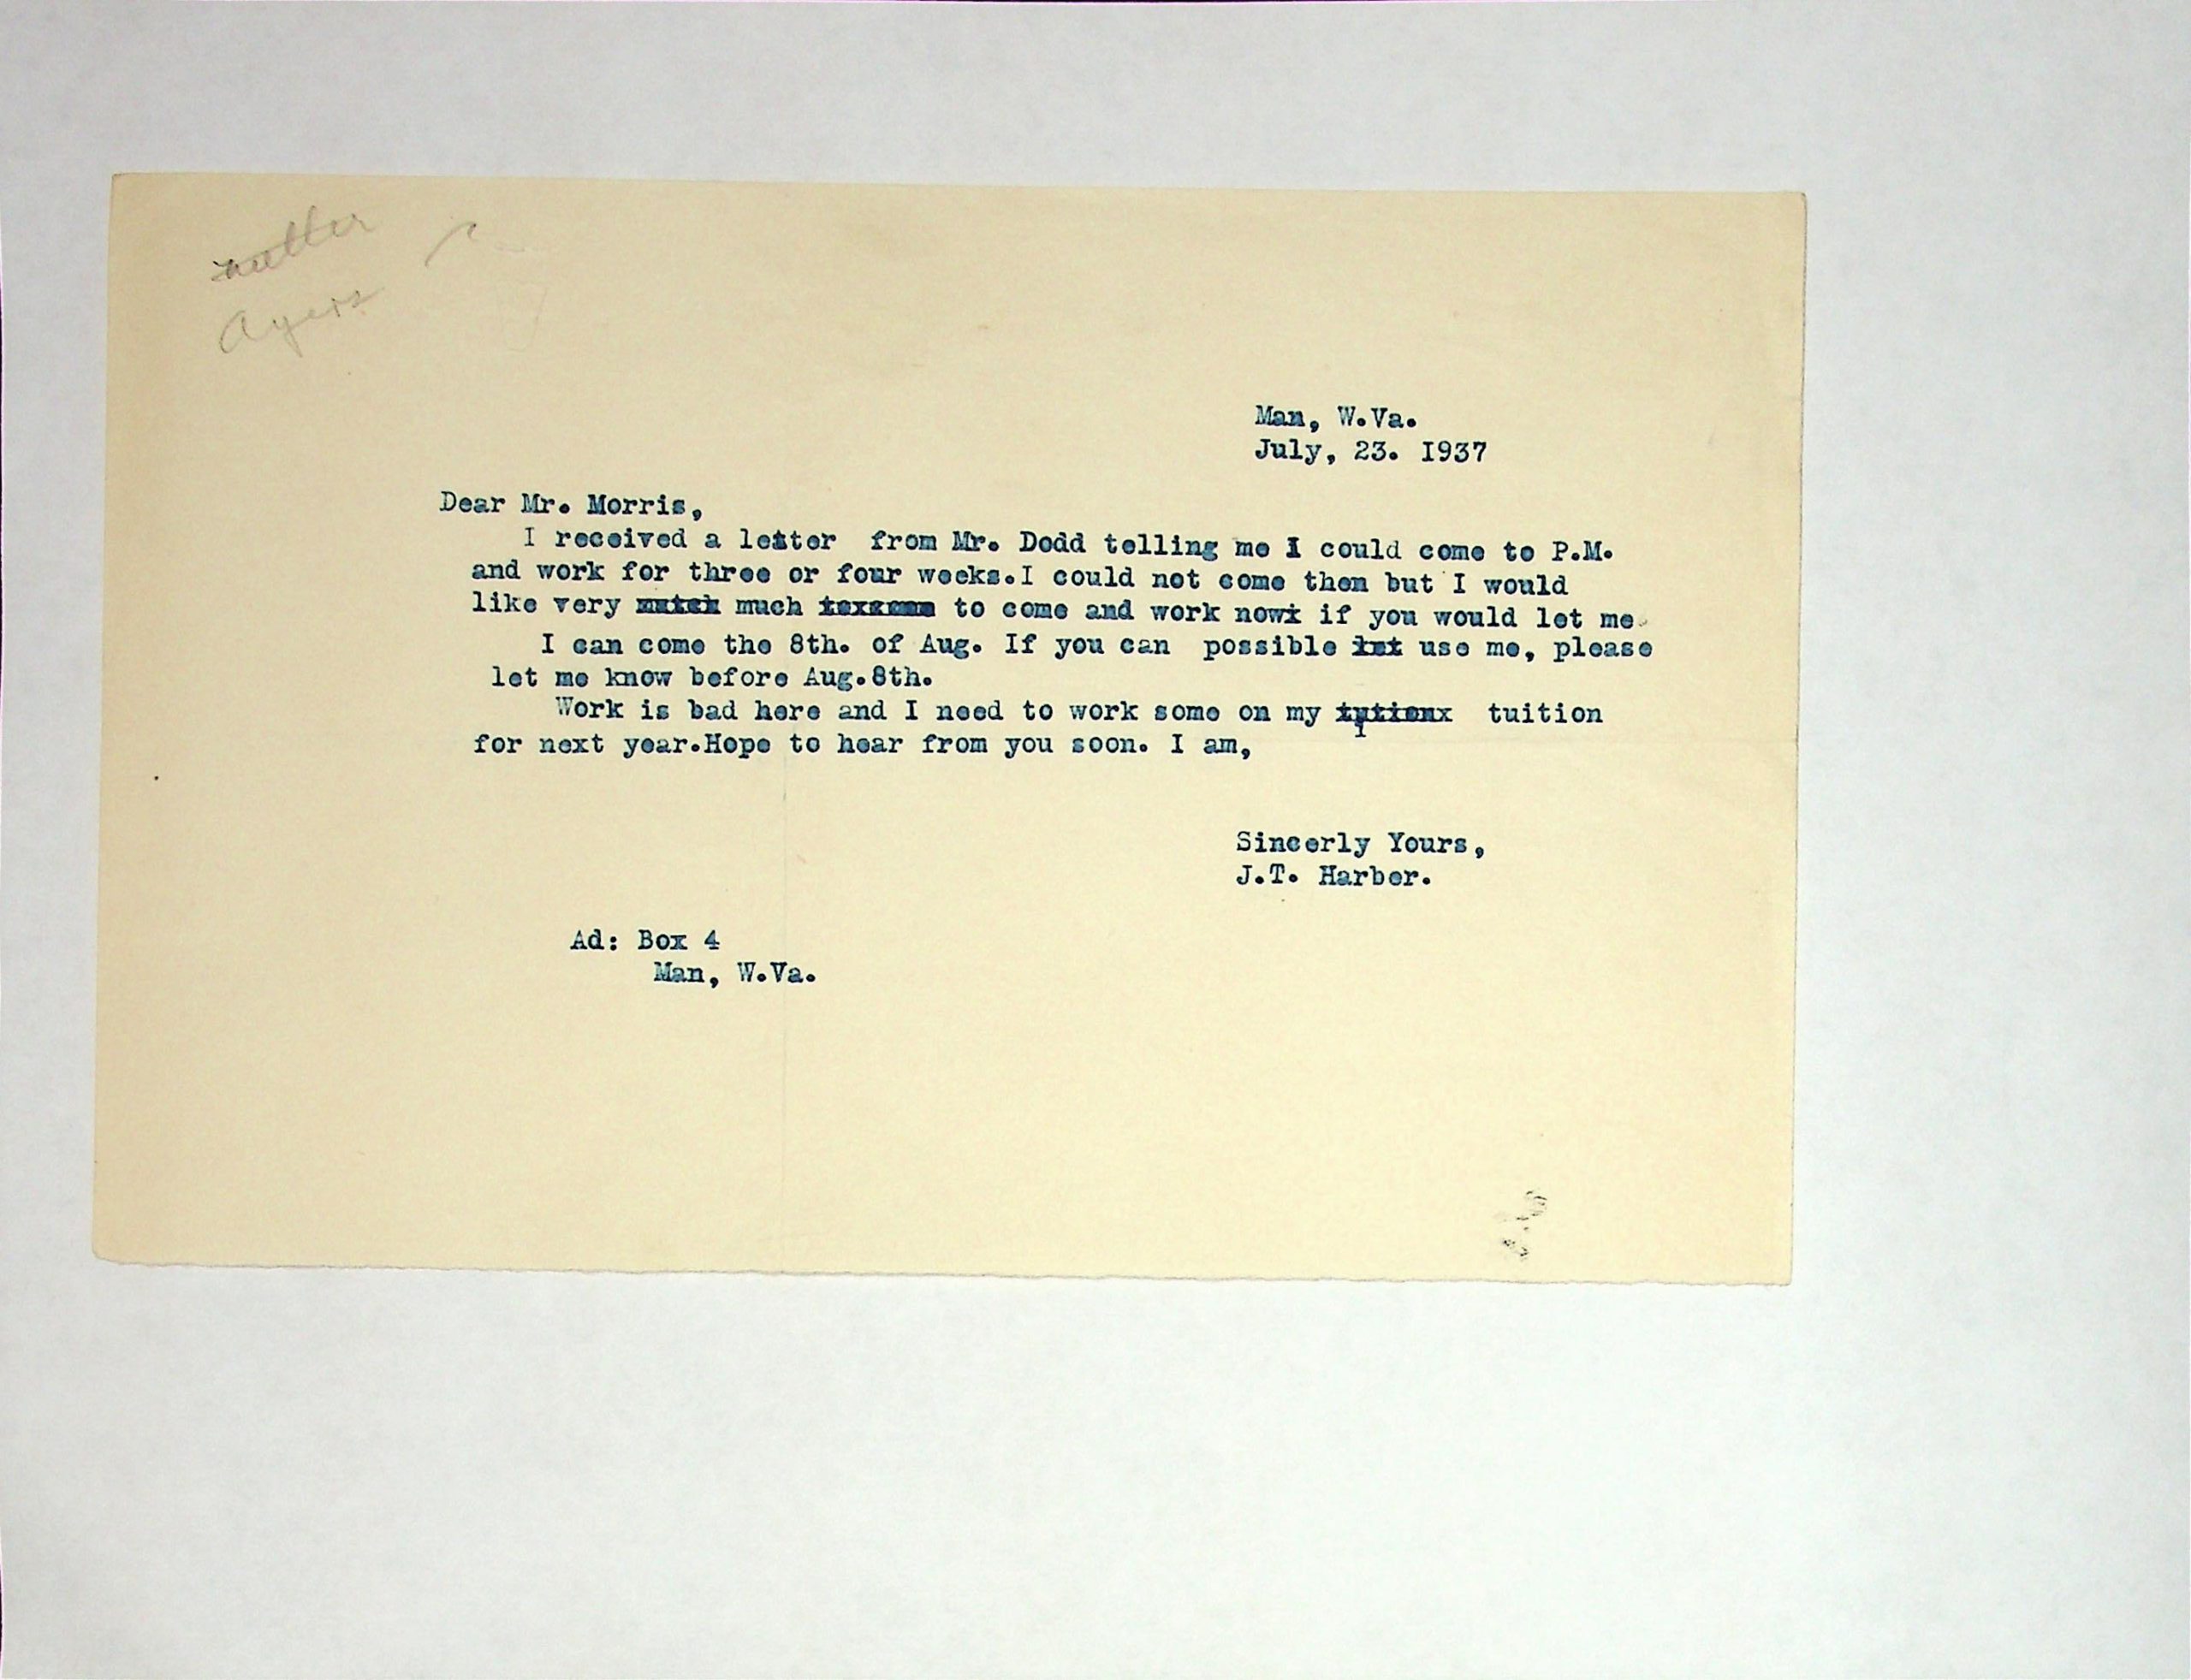 nutter
Ayers
Man, W.Va.
July, 23. I937
Dear Mr. Morris,
I received a letter from Mr. Dodd telling me I could come to P.M.
and work for three or four weeks.I could not come then but I would
like very much to come and work now if you would let me.
I can come the 8th. of Aug. If you can possible use me, please
let me know before Aug.8th.
Work is bad here and I need to work some on my tuition
for next year.Hope to hear from you soon. I am,
Sincerly Yours,
J.T. Harber.
Ad: Box 4
Man, W.Va.